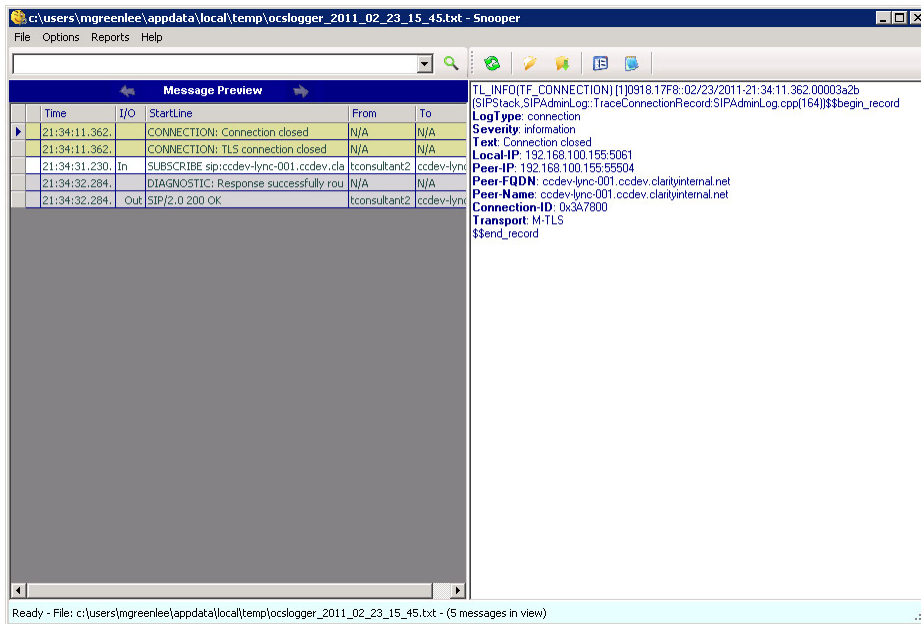 c:\users\mgreenlee\appdata\local\temp\ocslogger_2011_02_23_15_45.txt - Snooper
File Options Reports Help
Message Preview
Time I/O StartLine From To
21:34:11.362. CONNECTION: Connection closed N/A N/A
21:34:11.362. CONNECTION: TLS connection closed N/A N/A
21:34:31.230. In SUBSCRIBE sip:ccdev-lync-001.ccdev.cla tconsultant2 ccdev-lync
21:34:32.284. DIAGNOSTIC: Response successfully rou N/A N/A
21:34:32.284. Out SIP/2.0 200 OK tconsultant2 ccdev-lync
TL_INFO(TF_CONNECTION) [1]0918.17F8::02/23/2011-21:34:11.362.00003a2b
(SIPStack,SIPAdminLog::TraceConnectionRecord:SIPAdminLog.cpp(164))$$begin_record
LogType: connection
Severity: information
Text: Connection closed
Local-IP: 192.168.100.155:5061
Peer-IP: 192.168.100.155:55504
Peer-FQDN: ccdev-lync-001.ccdev.clarityinternal.net
Peer-Name: ccdev-lync-001.ccdev.clarityinternal.net
Connection-ID: 0x3A7800
Transport: M-TLS
$$end_record
Ready - File: c:\users\mgreenlee\appdata\local\temp\ocslogger_2011_02_23_15_45.txt - (5 messages in view)